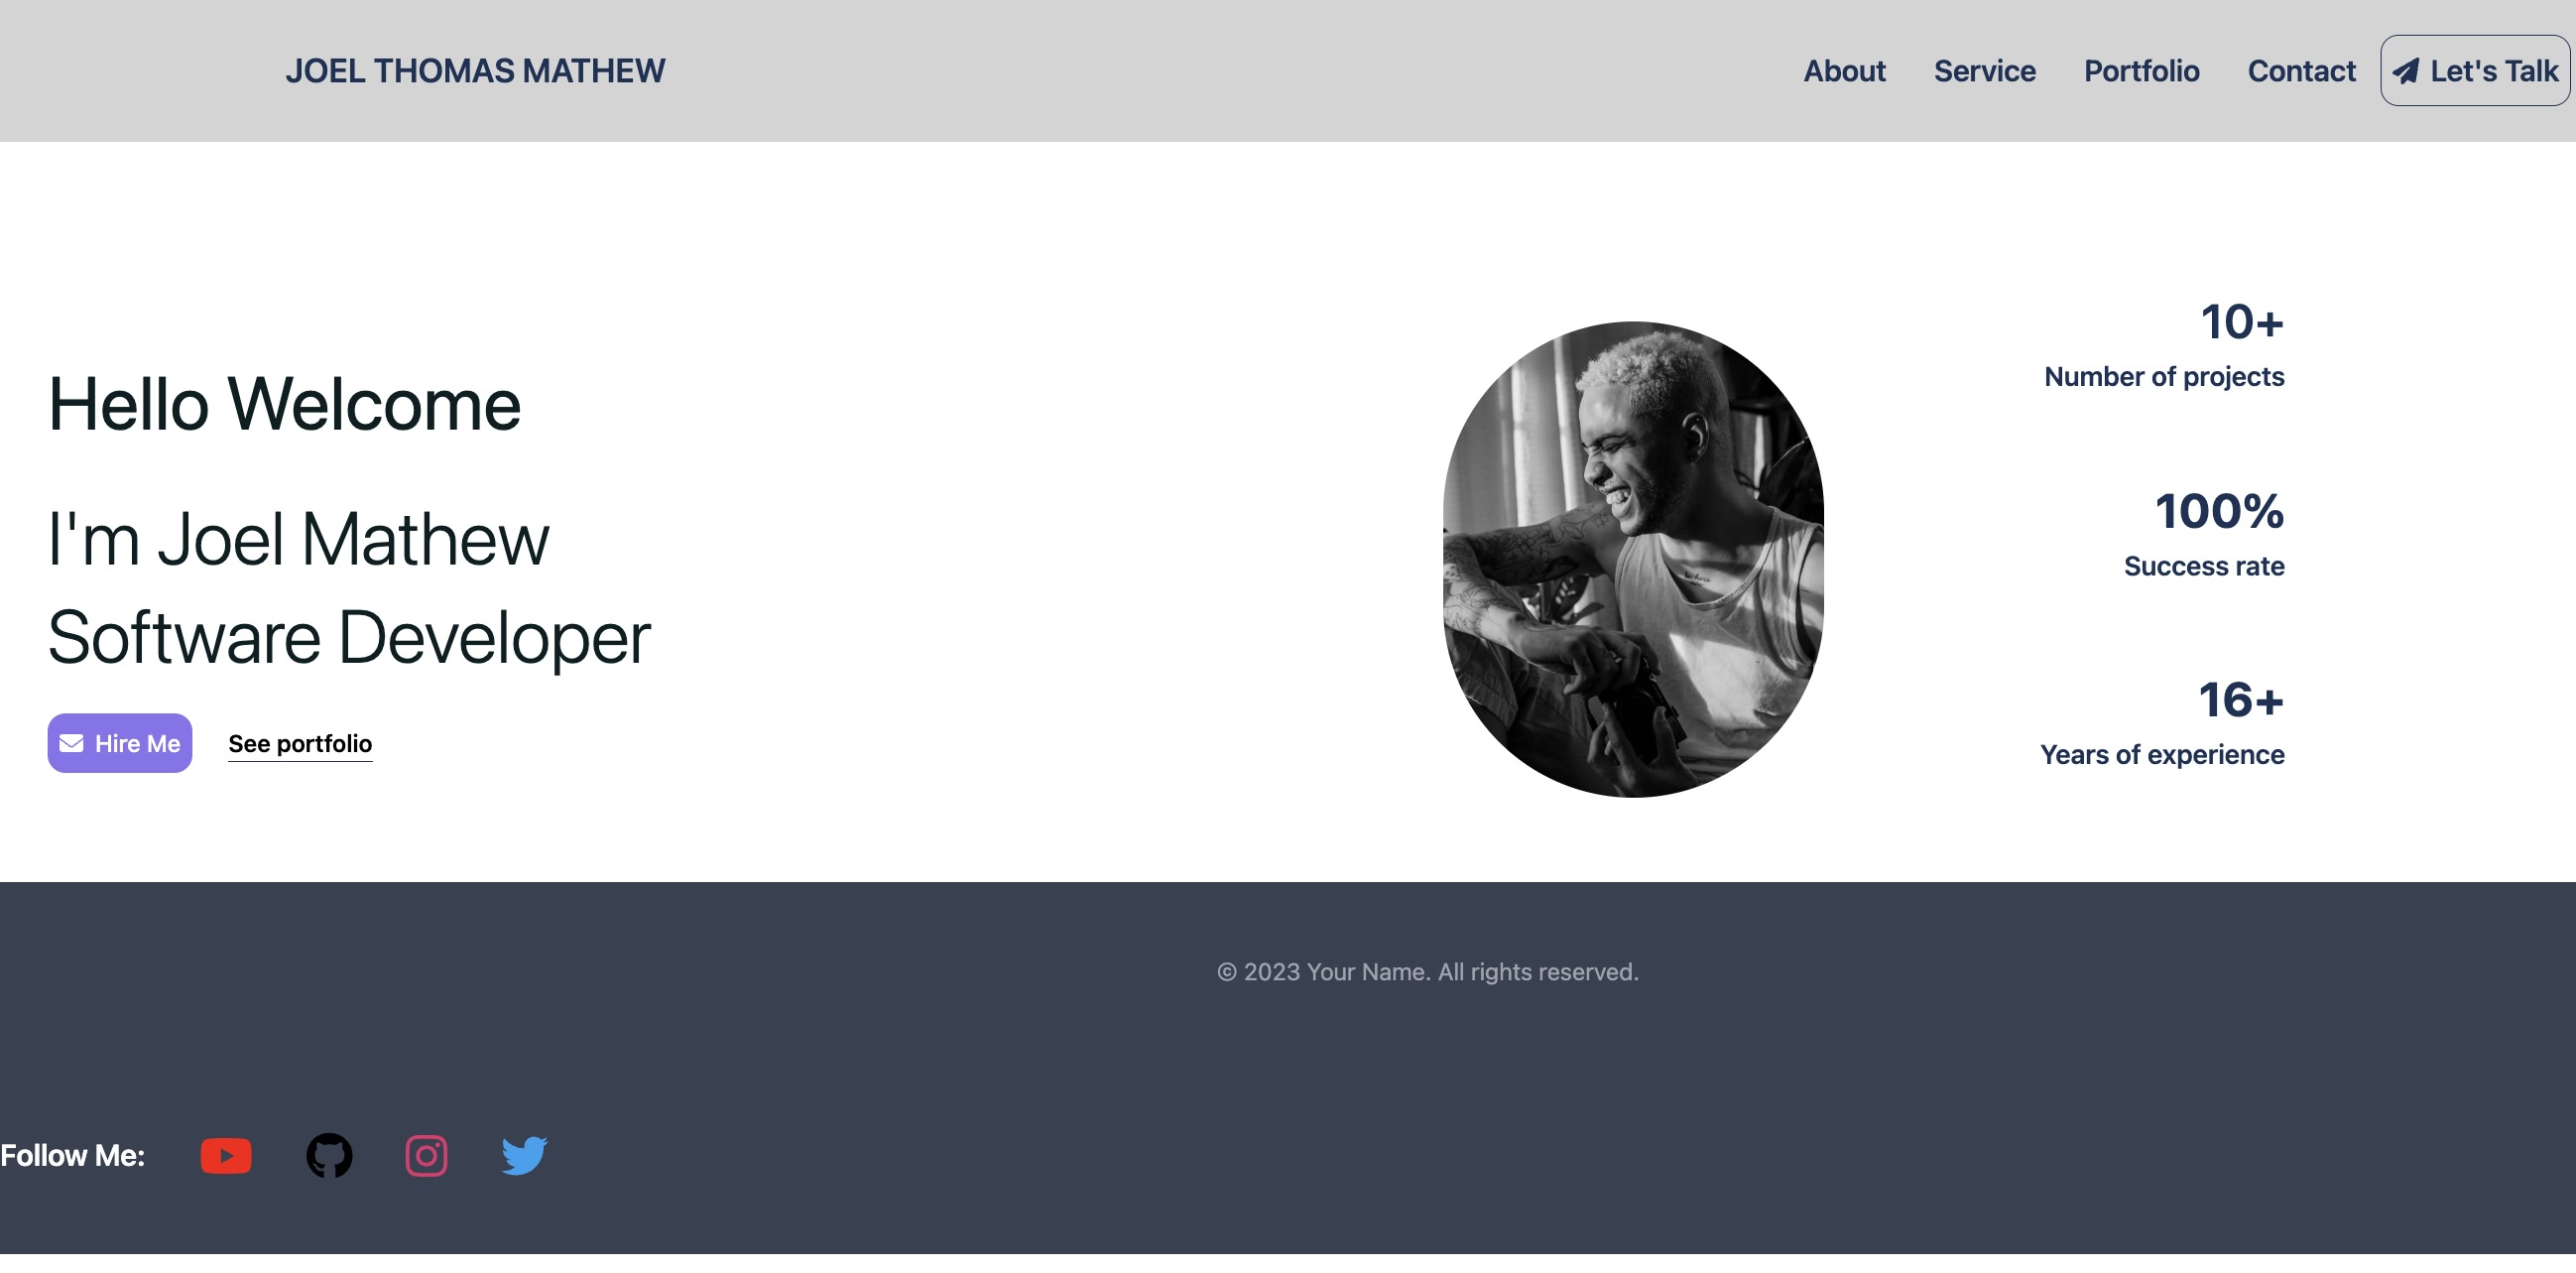 JOEL THOMAS MATHEW
About
Service
Portfolio
Contact
Let's Talk
Hello Welcome
I'm Joel Mathew
Software Developer
Hire Me
See portfolio
10+
Number of projects
100%
Success rate
16+
Years of experience
© 2023 Your Name. All rights reserved.
Follow Me: